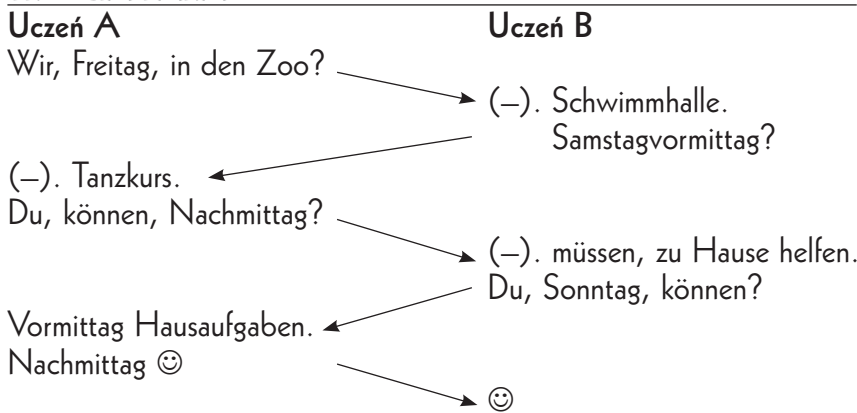 Uczeń A
Uczeń B
Wir, Freitag, in den Zoo?
(–). Schwimmhalle.
Samstagvormittag?
(–). Tanzkurs.
Du, können, Nachmittag?
(–). müssen, zu Hause helfen.
Du, Sonntag, können?
Vormittag Hausaufgaben.
Nachmittag ☺
☺